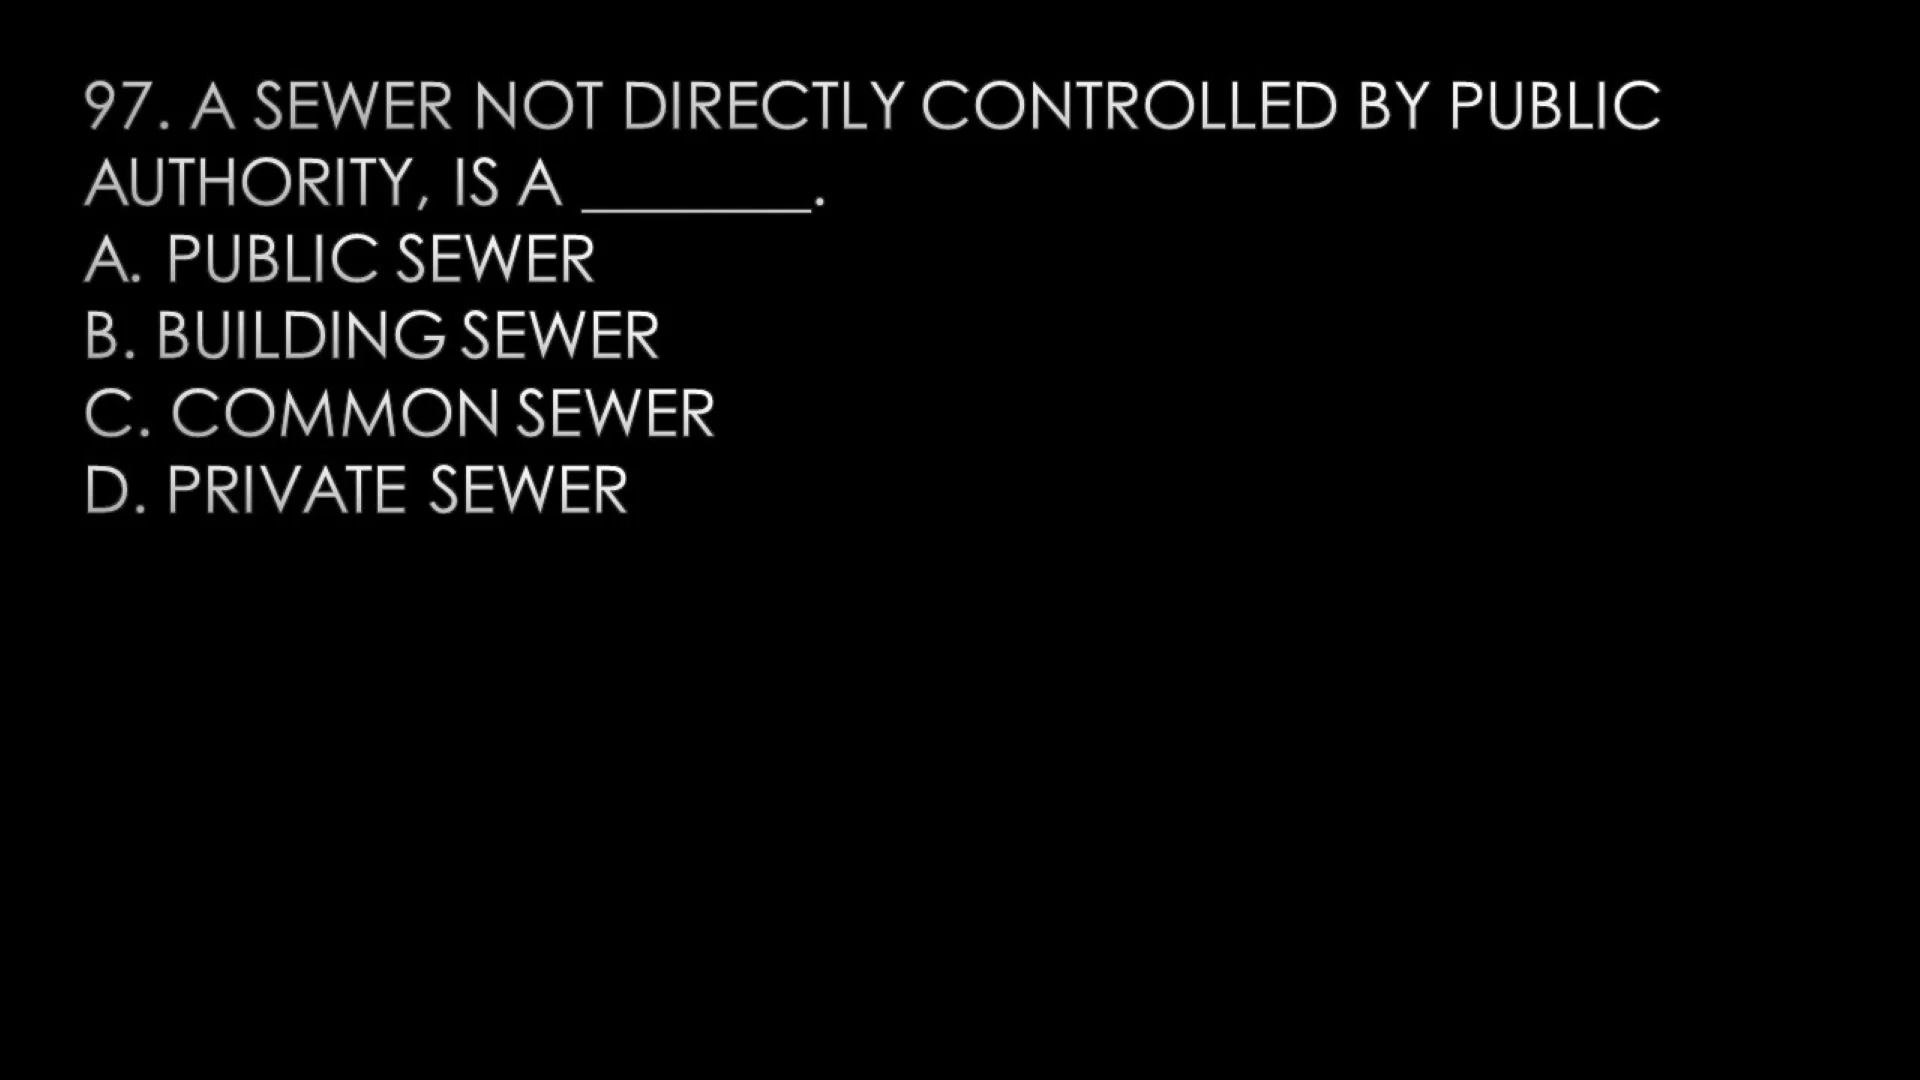 97. A SEWER NOT DIRECTLY CONTROLLED BY PUBLIC
AUTHORITY, IS A ________.
A. PUBLIC SEWER
B. BUILDING SEWER
C. COMMON SEWER
D. PRIVATE SEWER